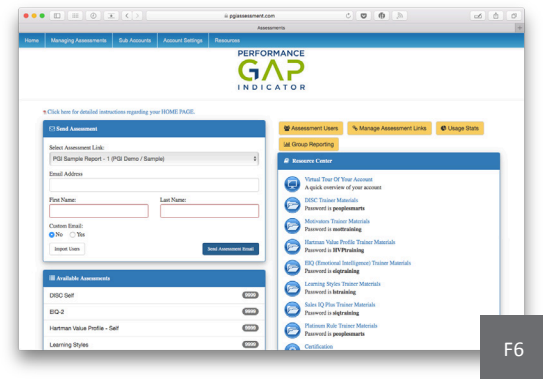 pgiassessment.com
Assessments
Home Managing Assessments Sub Accounts Account Settings Resources
PERFORMANCE
GAP
INDICATOR
? Click here for detailed instructions regarding your HOME PAGE.
Send Assessment
Select Assessment Link:
PGI Sample Report - 1 (PGI Demo / Sample)
Email Address
First Name: Last Name:
Custom Email:
No Yes
Import Users Send Assessment Email
Available Assessments
DISC Self 9999
EIQ-2 9999
Hartman Value Profile - Self 9999
Learning Styles 9999
Assessment Users Manage Assessment Links Usage Stats
Group Reporting
Resource Center
Virtual Tour Of Your Account
A quick overview of your account
DISC Trainer Materials
Password is peoplesmarts
Motivators Trainer Materials
Password is mottraining
Hartman Value Profile Trainer Materials
Password is HVPtraining
EIQ (Emotional Intelligence) Trainer Materials
Password is eiqtraining
Learning Styles Trainer Materials
Password is lstraining
Sales IQ Plus Trainer Materials
Password is siqtraining
Platinum Rule Trainer Materials
Password is peoplesmarts
Certification
F6